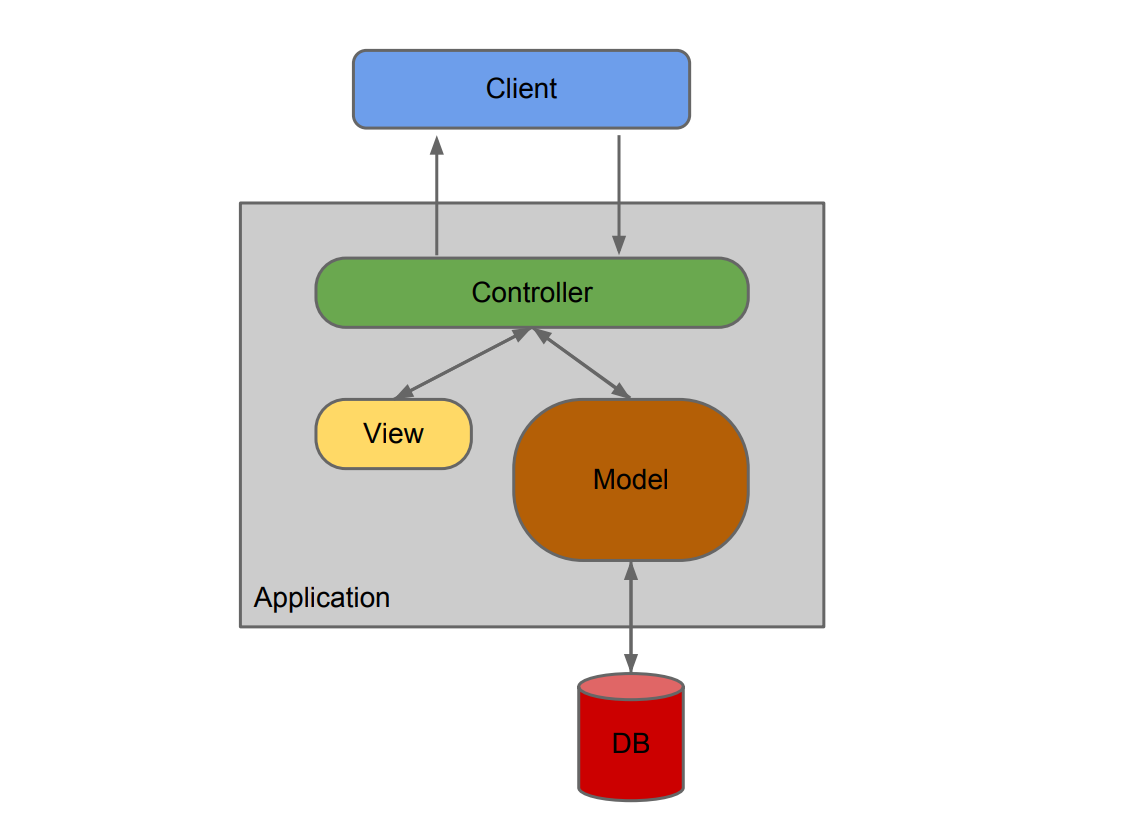 Client
Controller
View
Model
Application
DB